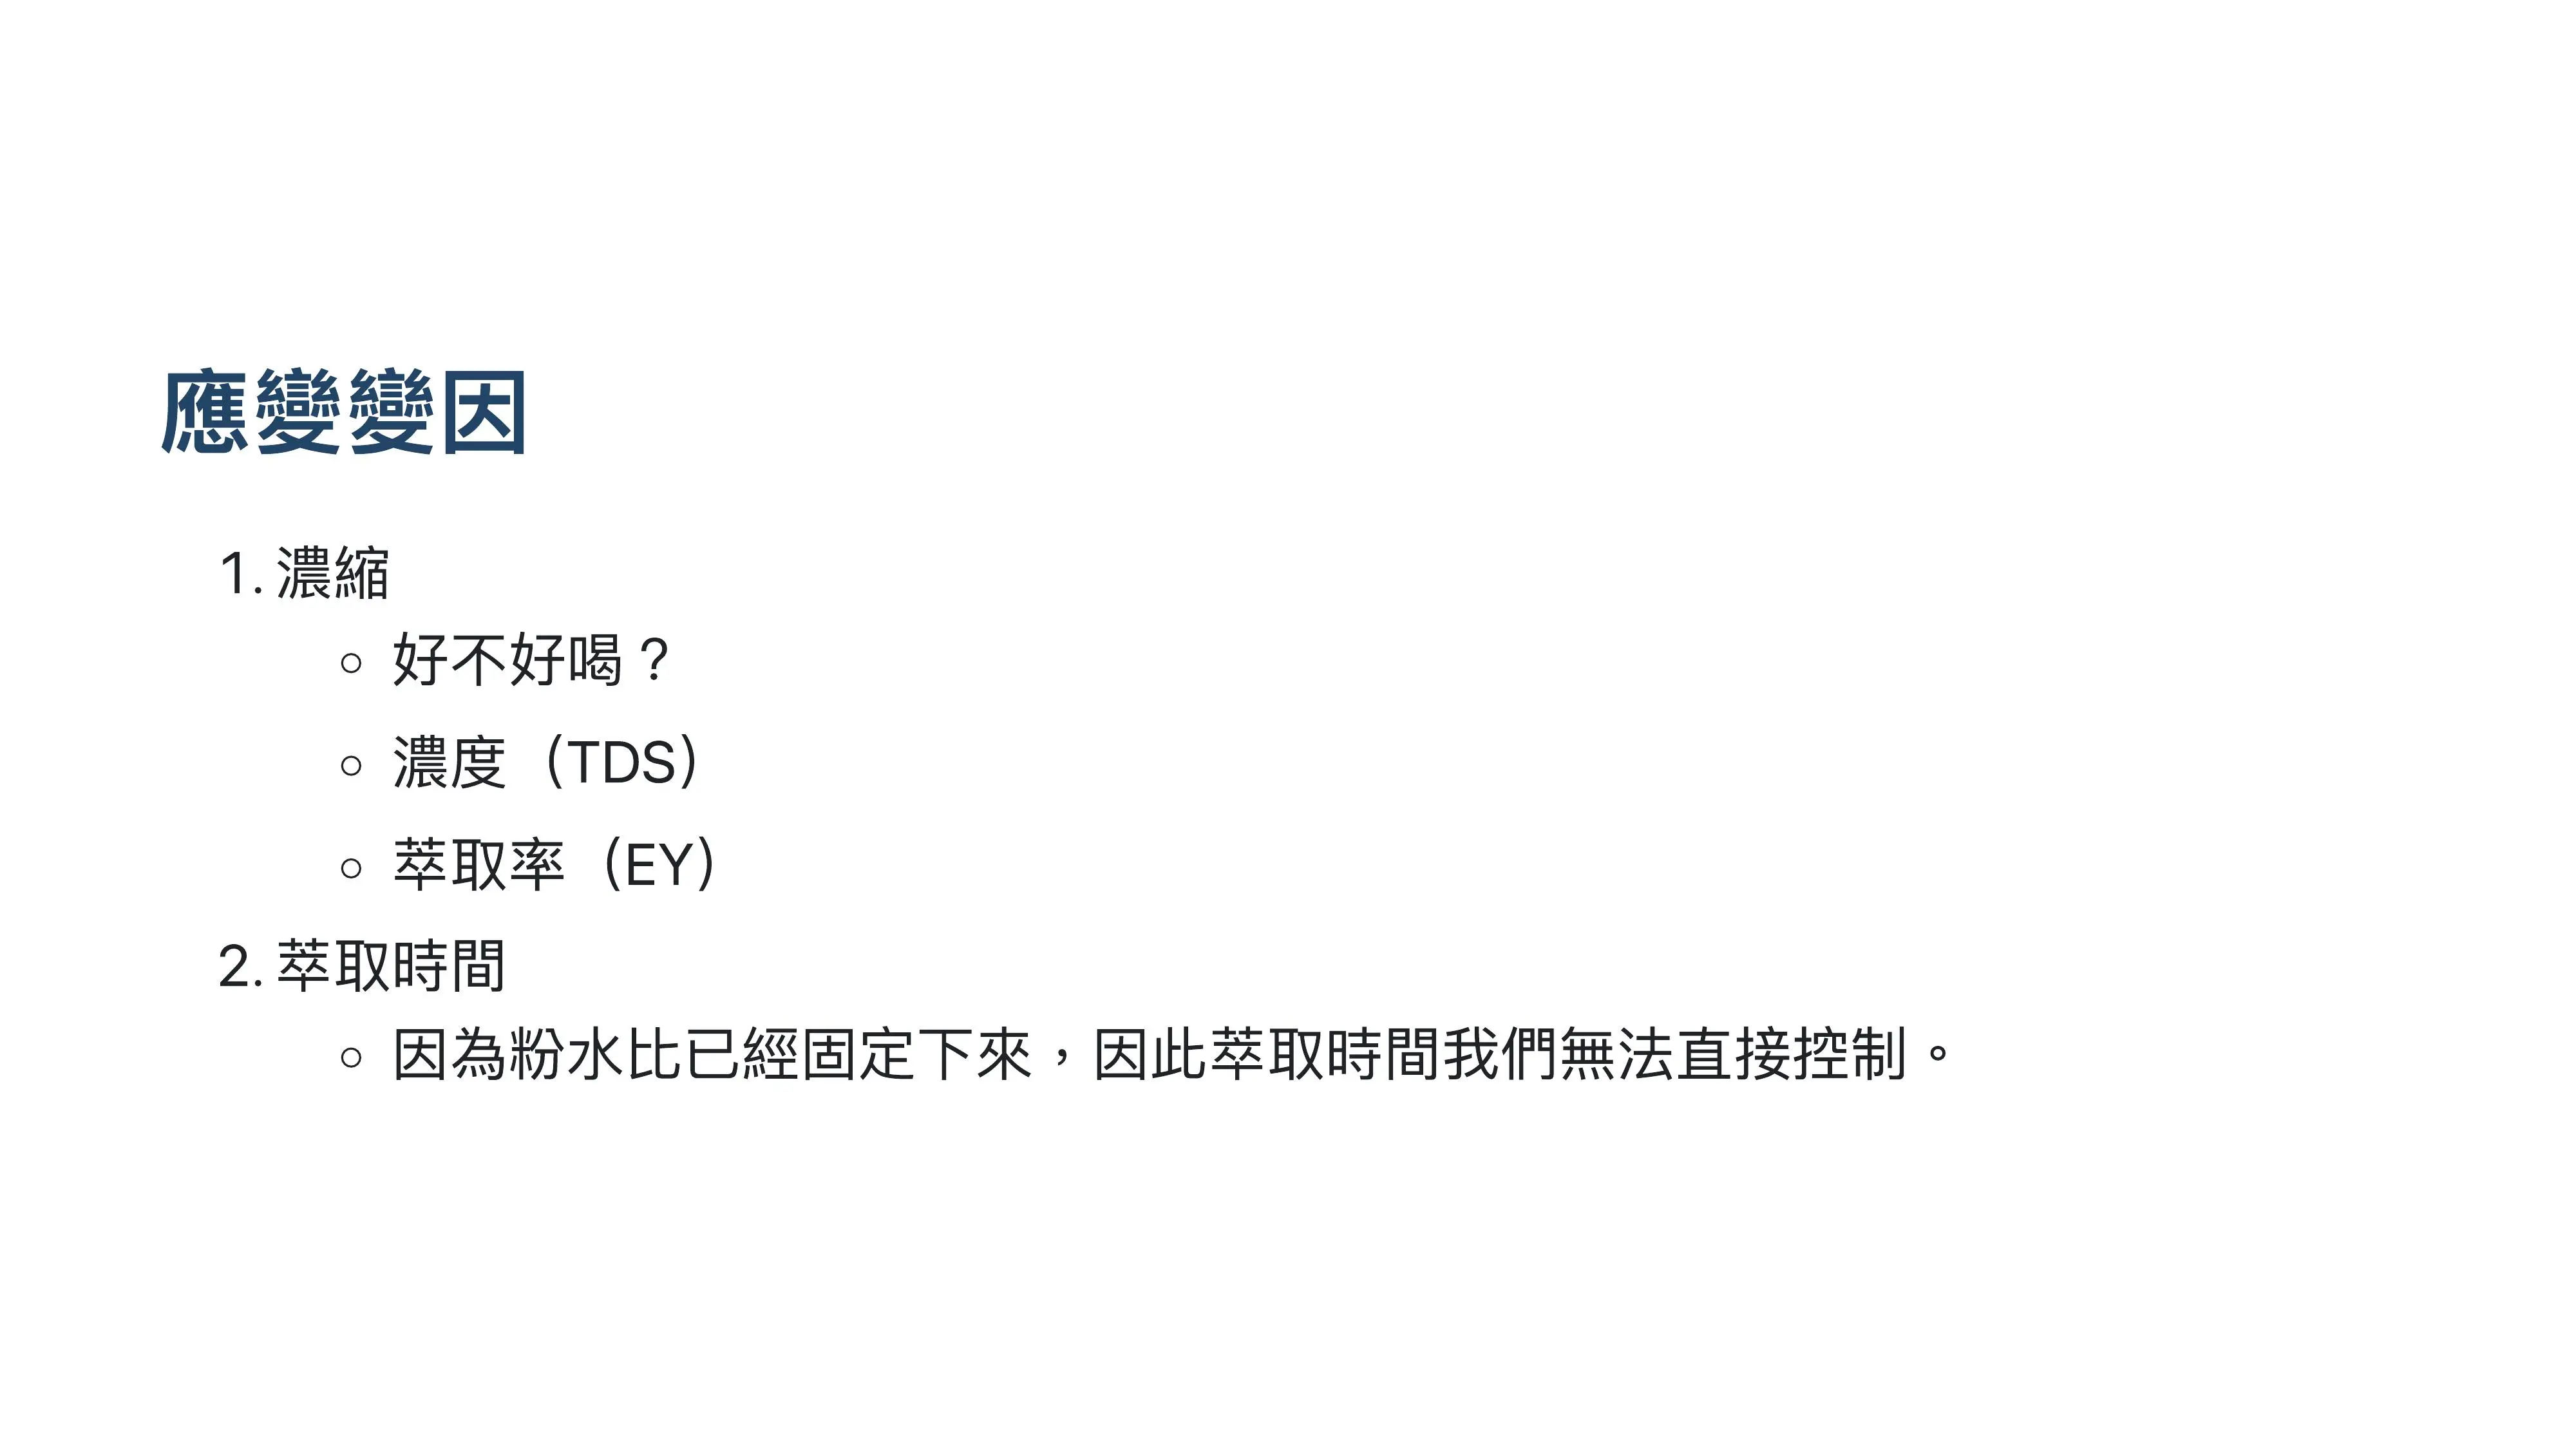 應變變因
1. 濃縮
好不好喝？
濃度（TDS）
萃取率（EY）
2. 萃取時間
因為粉水比已經固定下來，因此萃取時間我們無法直接控制。